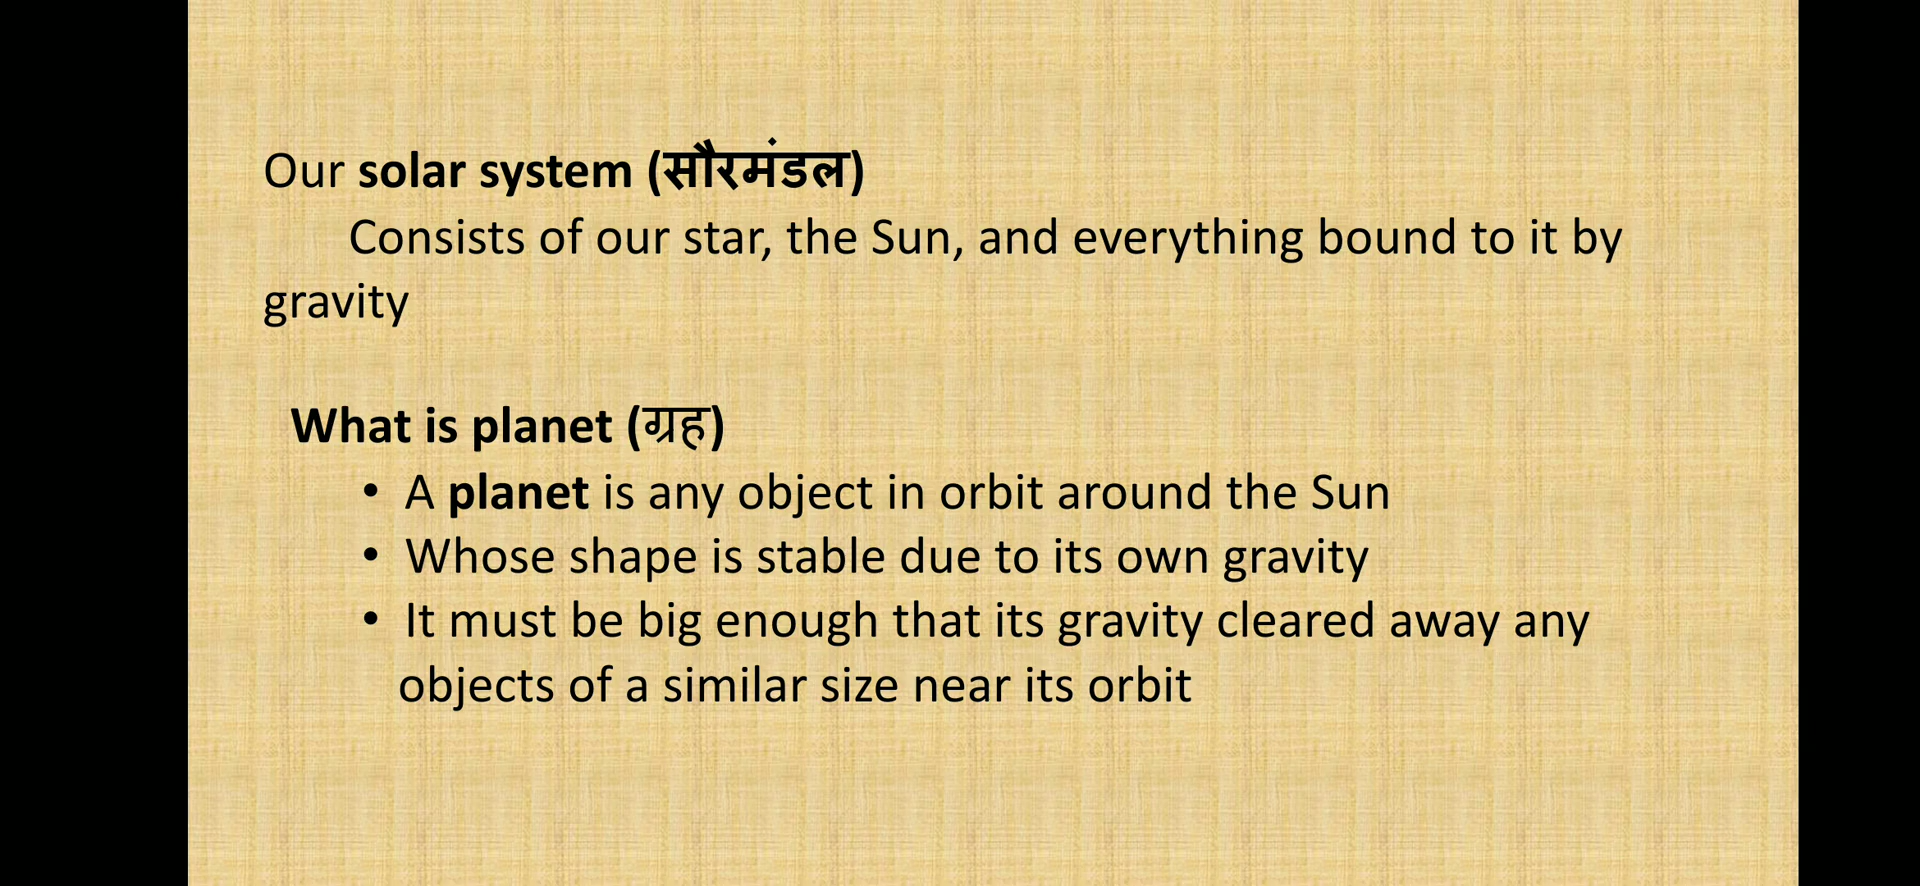 Our solar system (सौरमंडल)
Consists of our star, the Sun, and everything bound to it by
gravity
What is planet (ग्रह)
• A planet is any object in orbit around the Sun
• Whose shape is stable due to its own gravity
• It must be big enough that its gravity cleared away any
objects of a similar size near its orbit